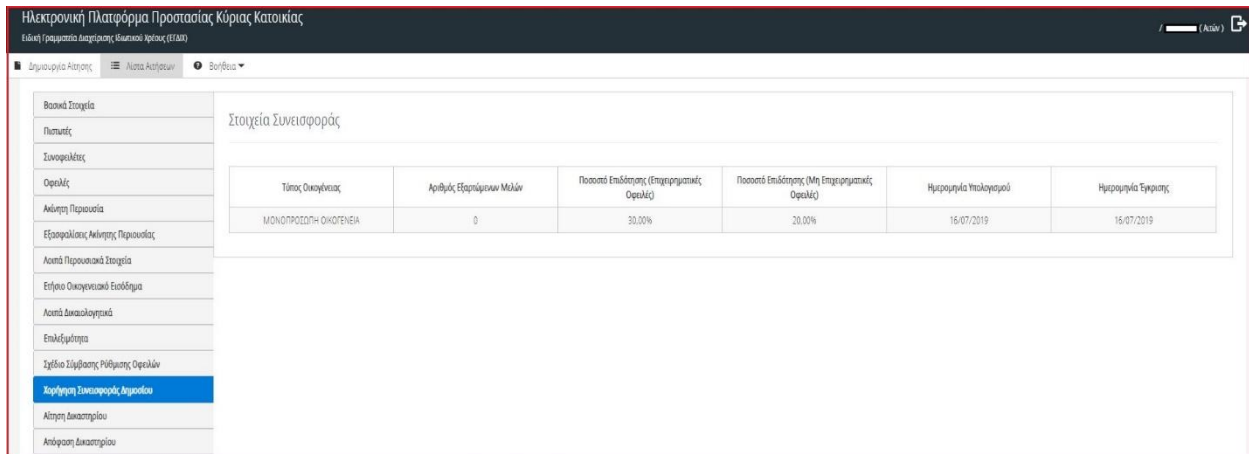 Ηλεκτρονική Πλατφόρμα Προστασίας Κύριας Κατοικίας
Ειδική Γραμματεία Διαχείρισης Ιδιωτικού Χρέους (ΕΓΔΙΧ)
/ ( Αιτών )
Δημιουργία Αίτησης Λίστα Αιτήσεων Βοήθεια
Βασικά Στοιχεία
Πιστωτές
Συνοφειλέτες
Οφειλές
Ακίνητη Περιουσία
Εξασφαλίσεις Ακίνητης Περιουσίας
Λοιπά Περουσιακά Στοιχεία
Ετήσιο Οικογενειακό Εισόδημα
Λοιπά Δικαιολογητικά
Επιλεξιμότητα
Σχέδιο Σύμβασης Ρύθμισης Οφειλών
Χορήγηση Συνεισφοράς Δημοσίου
Αίτηση Δικαστηρίου
Απόφαση Δικαστηρίου
Στοιχεία Συνεισφοράς
Τύπος Οικογένειας Αριθμός Εξαρτώμενων Μελών Ποσοστό Επιδότησης (Επιχειρηματικές Οφειλές) Ποσοστό Επιδότησης (Μη Επιχειρηματικές Οφειλές) Ημερομηνία Υπολογισμού Ημερομηνία Έγκρισης
ΜΟΝΟΠΡΟΣΩΠΗ ΟΙΚΟΓΕΝΕΙΑ 0 30,00% 20,00% 16/07/2019 16/07/2019